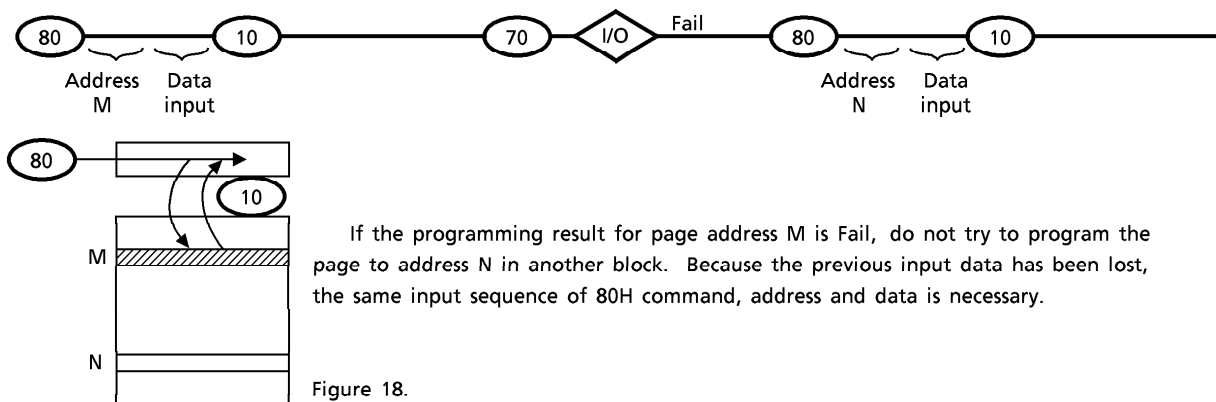 80 10 70 I/O Fail 80 10
Address Data Address Data
M input N input
80
10
M
If the programming result for page address M is Fail, do not try to program the
page to address N in another block. Because the previous input data has been lost,
the same input sequence of 80H command, address and data is necessary.
N
Figure 18.